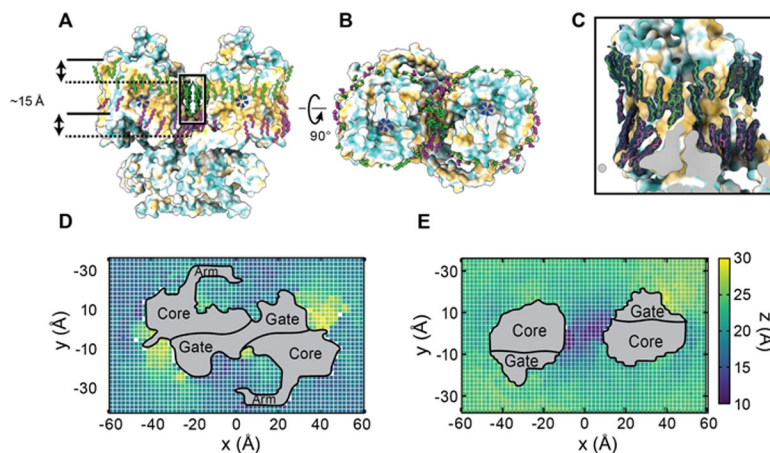 A
B
C
~15 Å
90°
D
E
-30
10
-10
-30
y (Å)
Arm
Core
Gate
Gate
Core
Arm
-60 -40 -20 0 20 40 60
x (Å)
-30
10
-10
-30
y (Å)
Core
Gate
Gate
Core
-60 -40 -20 0 20 40 60
x (Å)
30
25
20
15
10
z (Å)